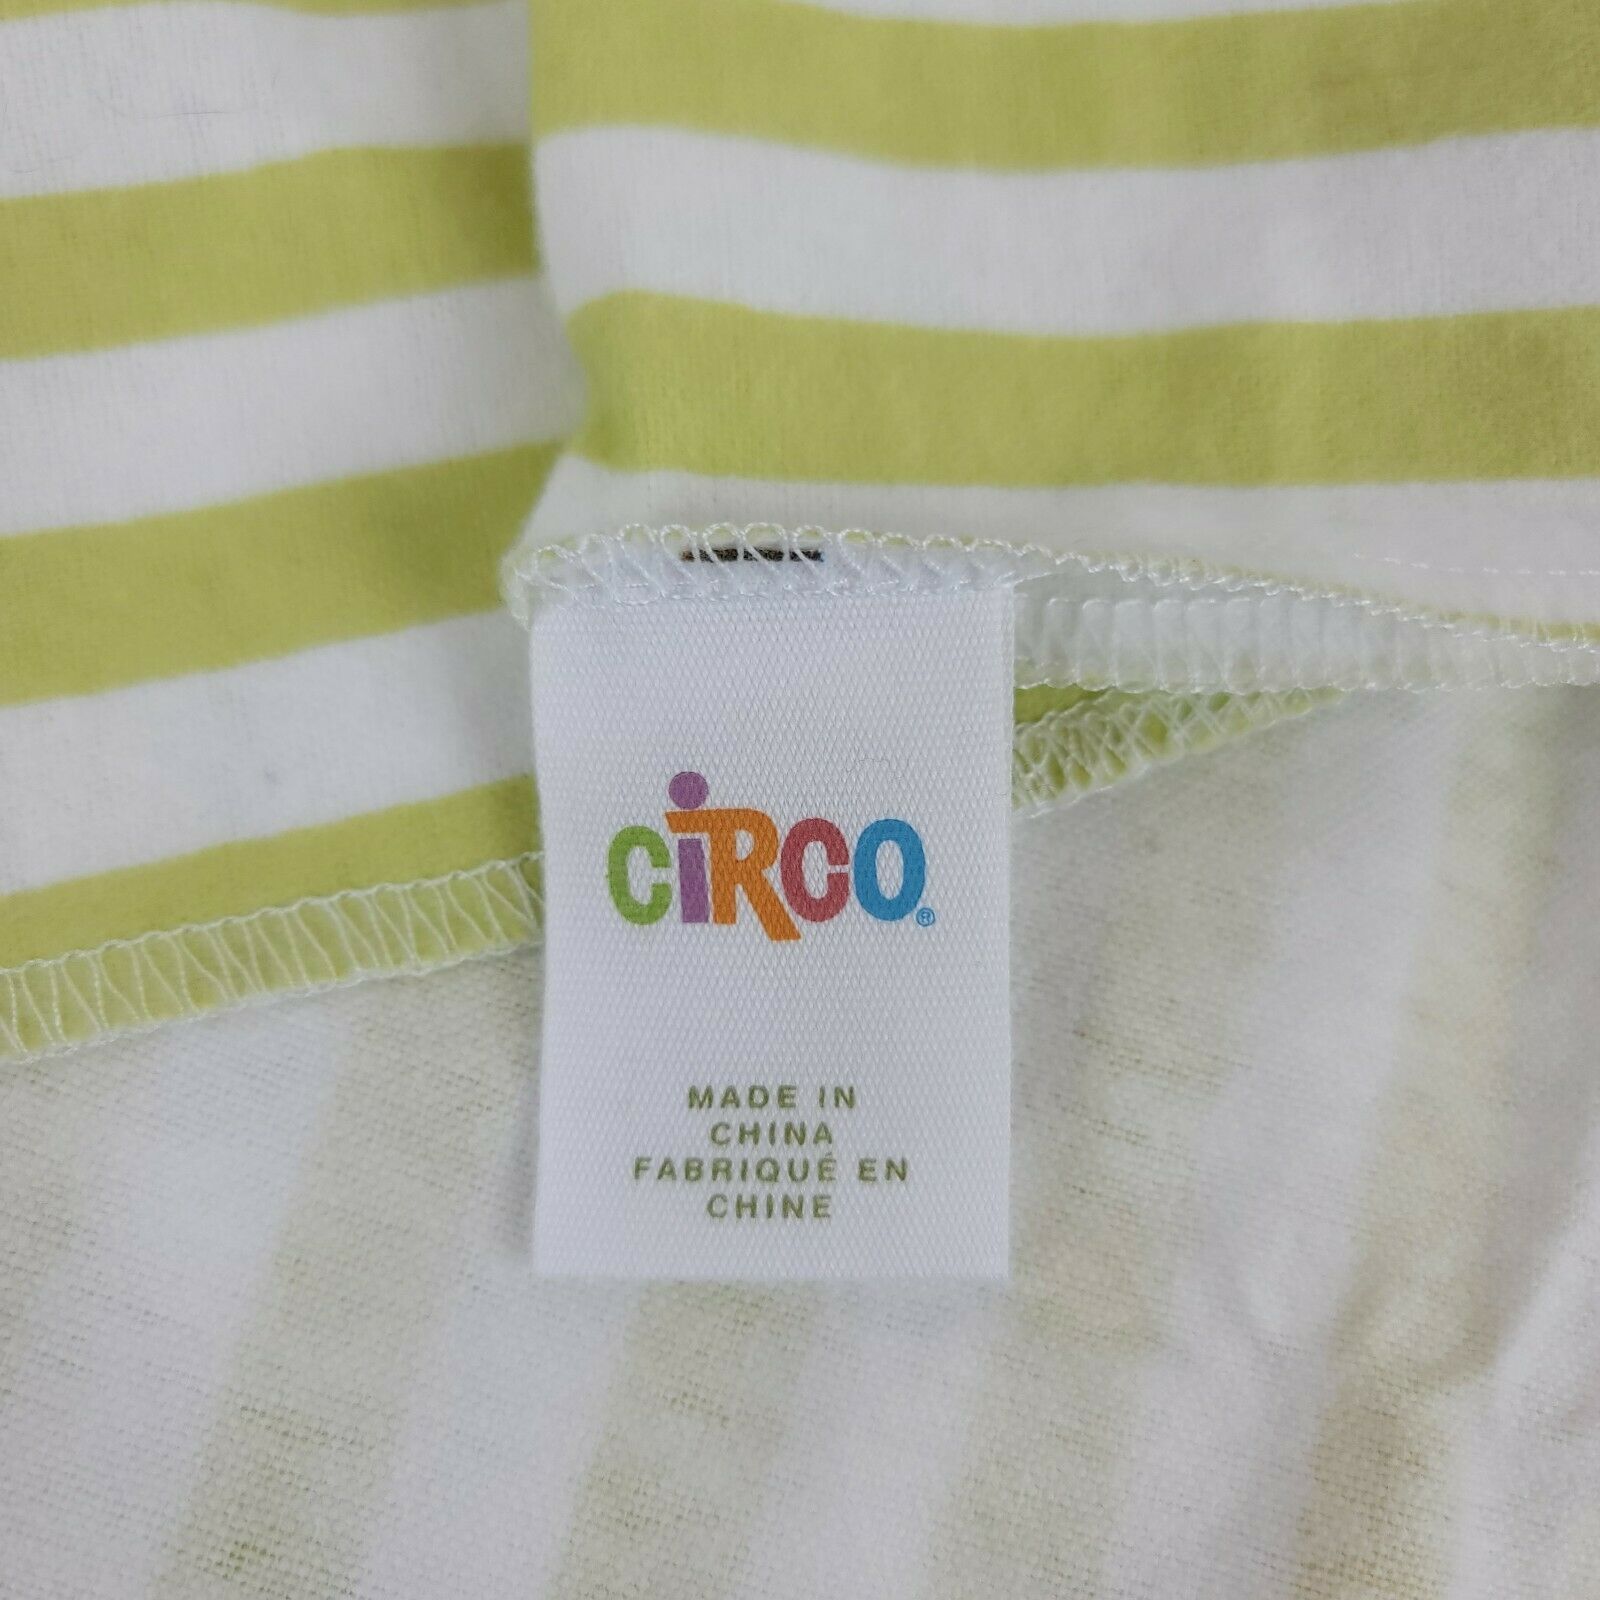 CiRCO®
MADE IN
CHINA
FABRIQUÉ EN
CHINE